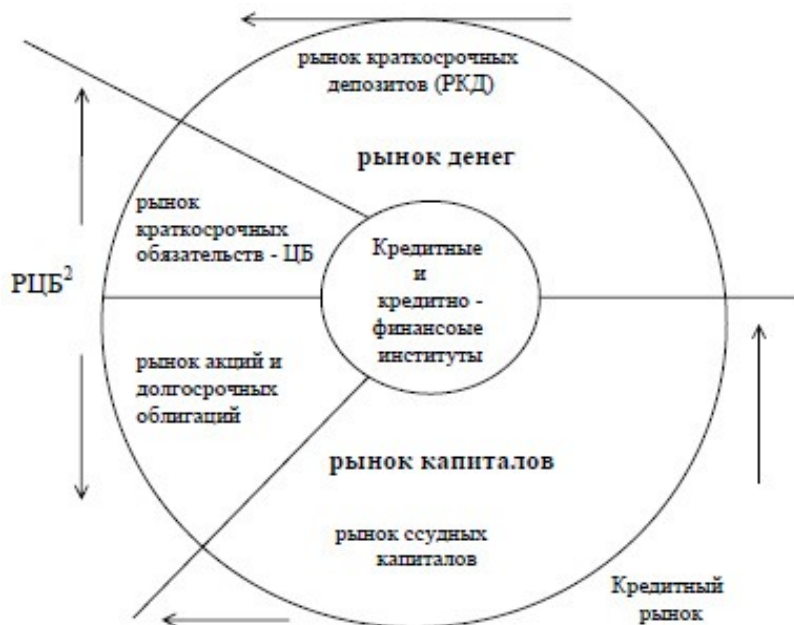 рынок краткосрочных
депозитов (РКД)
рынок денег
рынок
краткосрочных
обязательств - ЦБ
РЦБ²
Кредитные
и
кредитно -
финансоые
институты
рынок акций и
долгосрочных
облигаций
рынок капиталов
рынок ссудных
капиталов
Кредитный
рынок